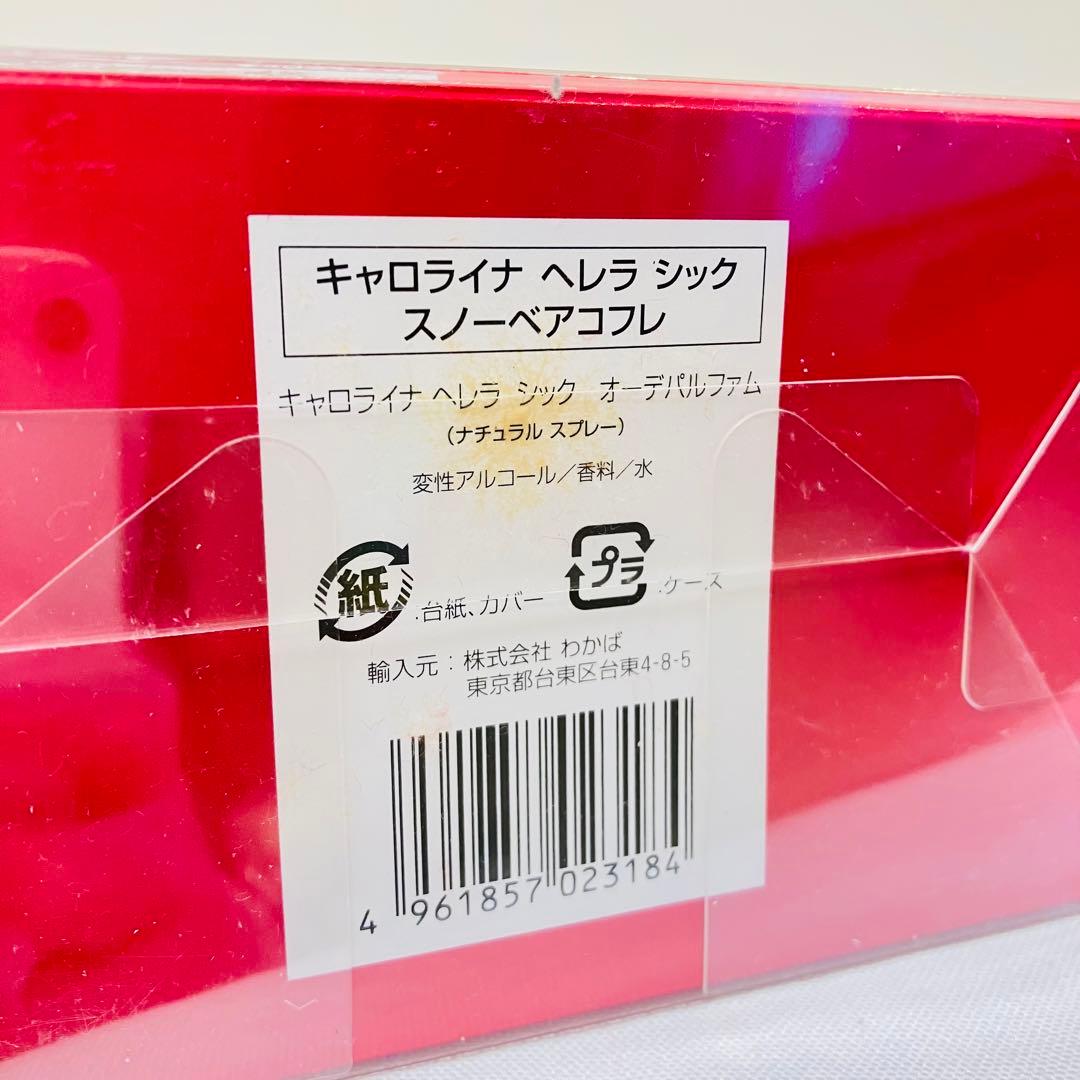 キャロライナ ヘレラ シック
スノーベアコフレ
キャロライナ ヘレラ シック オーデパルファム
(ナチュラル スプレー)
変性アルコール/香料/水
紙 :台紙、カバー プラ :ケース
輸入元:株式会社 わかば
東京都台東区台東4-8-5
4 961857 023184